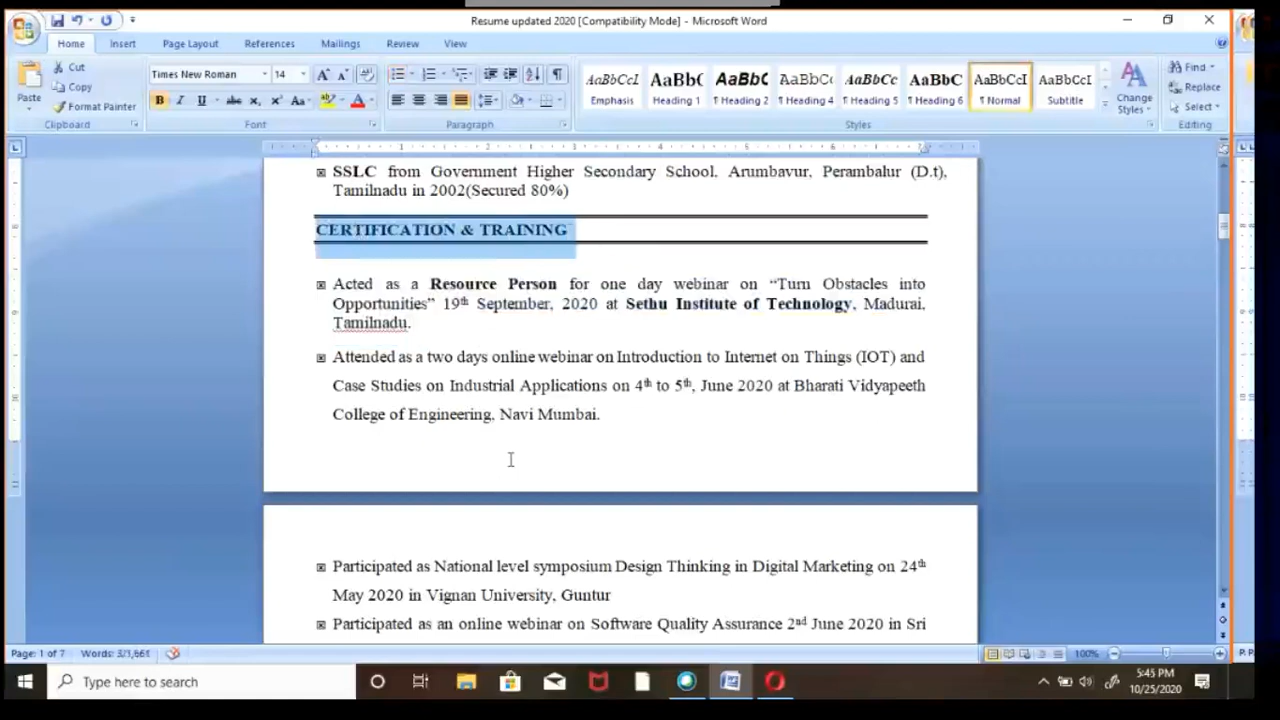 Resume updated 2020 [Compatibility Mode] - Microsoft Word
Home Insert Page Layout References Mailings Review View
Paste Cut Copy Format Painter
Times New Roman 14
B I U abc x₂ x² Aa A
AaBbCcI AaBb( AaBbC AaBbC( AaBbCc AaBbC AaBbCcI AaBbCcI
Emphasis Heading 1 ¶ Heading 2 ¶ Heading 4 ¶ Heading 5 ¶ Heading 6 ¶ Normal Subtitle
Change Styles
Find Replace Select
Clipboard Font Paragraph Styles Editing
SSLC from Government Higher Secondary School, Arumbavur, Perambalur (D.t),
Tamilnadu in 2002(Secured 80%)
CERTIFICATION & TRAINING
Acted as a Resource Person for one day webinar on “Turn Obstacles into
Opportunities” 19th September, 2020 at Sethu Institute of Technology, Madurai,
Tamilnadu.
Attended as a two days online webinar on Introduction to Internet on Things (IOT) and
Case Studies on Industrial Applications on 4th to 5th, June 2020 at Bharati Vidyapeeth
College of Engineering, Navi Mumbai.
Participated as National level symposium Design Thinking in Digital Marketing on 24th
May 2020 in Vignan University, Guntur
Participated as an online webinar on Software Quality Assurance 2nd June 2020 in Sri
Page: 1 of 7 Words: 3/1,661 100%
Type here to search
5:45 PM
10/25/2020